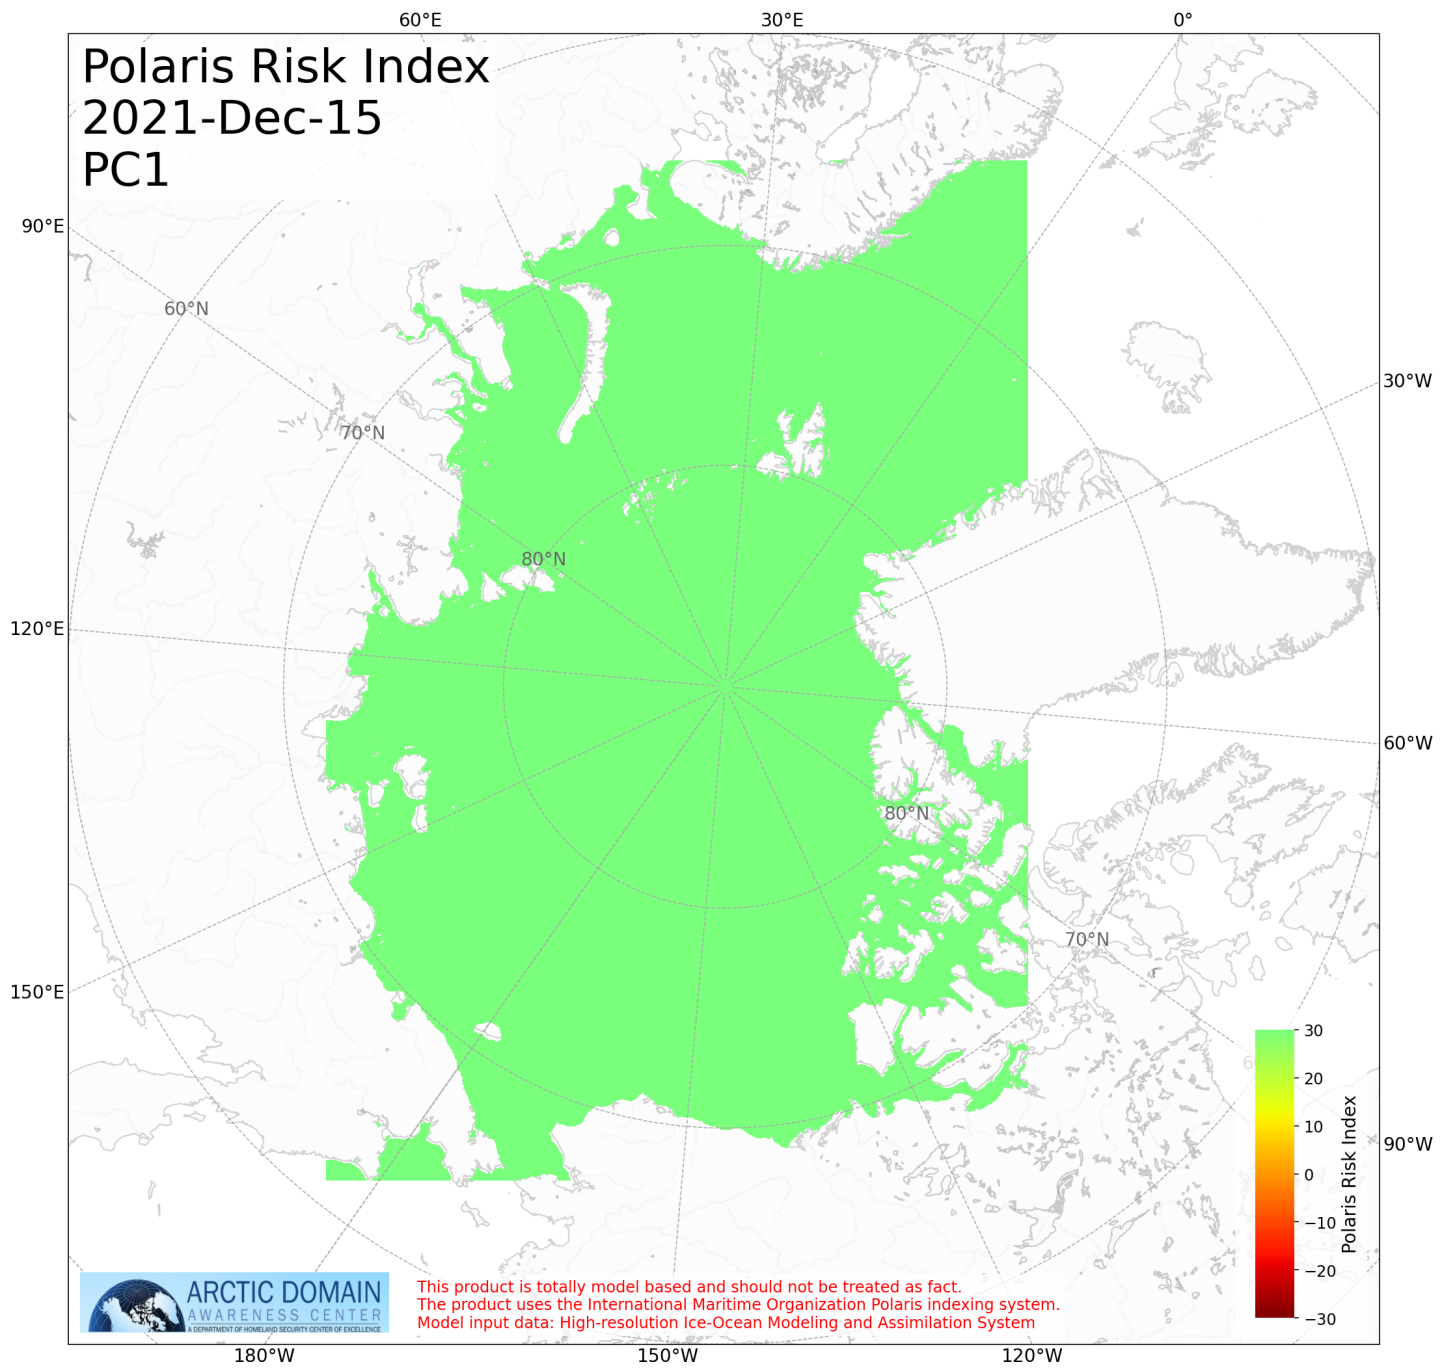 60°E
30°E
0°
Polaris Risk Index
2021-Dec-15
PC1
90°E
60°N
30°W
70°N
80°N
120°E
60°W
80°N
70°N
150°E
30
20
10
0
−10
−20
−30
Polaris Risk Index
90°W
ARCTIC DOMAIN
AWARENESS CENTER
A DEPARTMENT OF HOMELAND SECURITY CENTER OF EXCELLENCE
This product is totally model based and should not be treated as fact.
The product uses the International Maritime Organization Polaris indexing system.
Model input data: High-resolution Ice-Ocean Modeling and Assimilation System
180°W
150°W
120°W